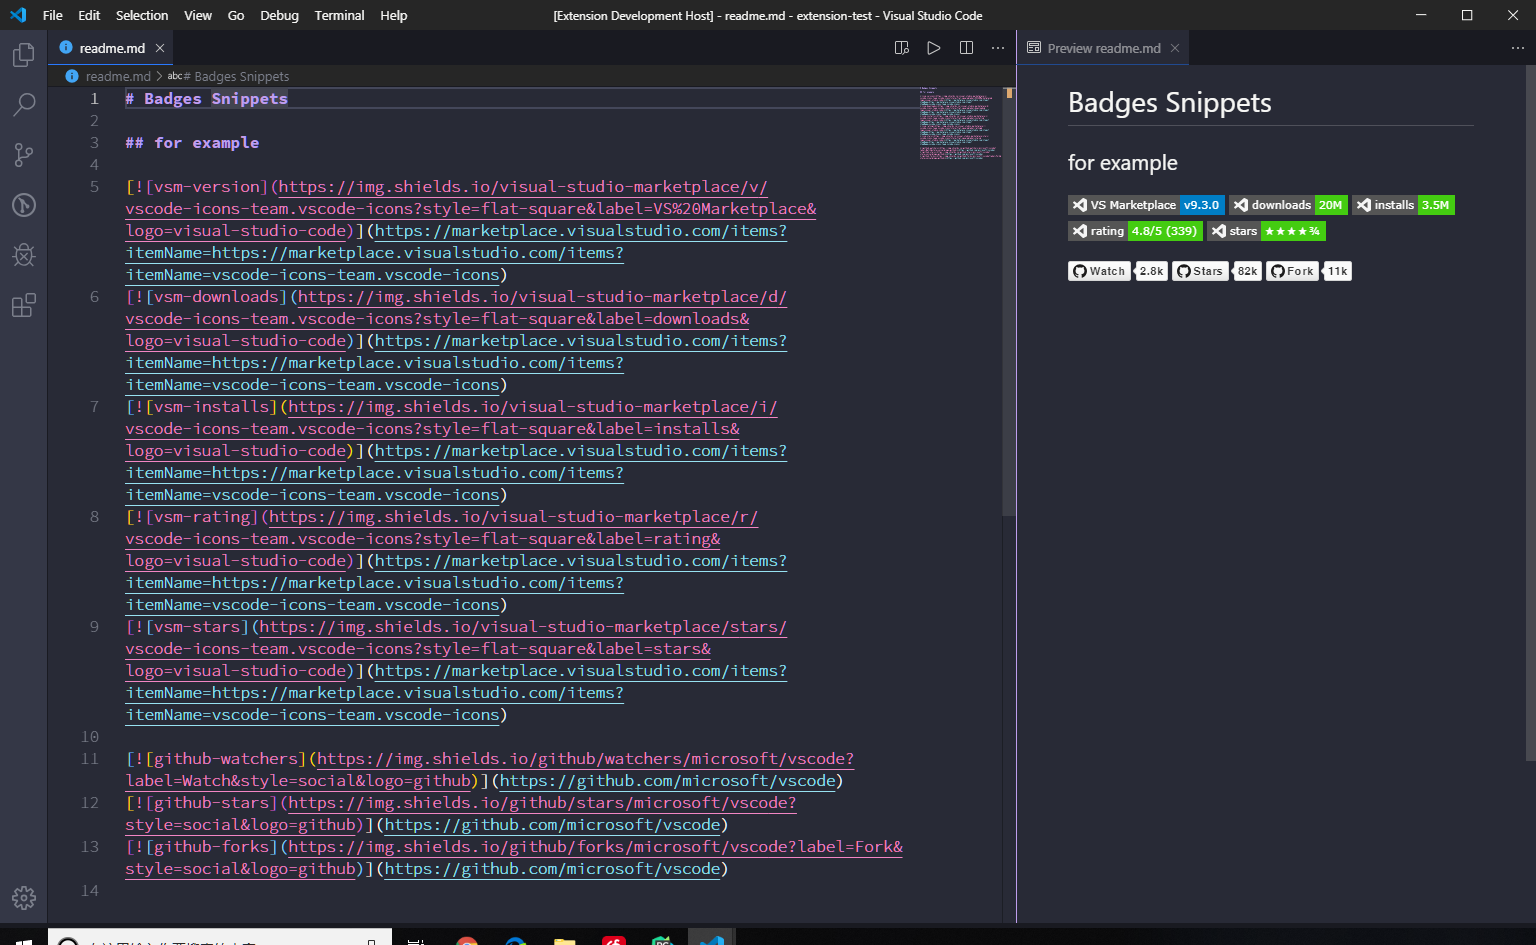 File Edit Selection View Go Debug Terminal Help [Extension Development Host] - readme.md - extension-test - Visual Studio Code
readme.md
readme.md > abc # Badges Snippets
1 # Badges Snippets
2
3 ## for example
4
5 [![vsm-version](https://img.shields.io/visual-studio-marketplace/v/
vscode-icons-team.vscode-icons?style=flat-square&label=VS%20Marketplace&
logo=visual-studio-code)](https://marketplace.visualstudio.com/items?
itemName=https://marketplace.visualstudio.com/items?
itemName=vscode-icons-team.vscode-icons)
6 [![vsm-downloads](https://img.shields.io/visual-studio-marketplace/d/
vscode-icons-team.vscode-icons?style=flat-square&label=downloads&
logo=visual-studio-code)](https://marketplace.visualstudio.com/items?
itemName=https://marketplace.visualstudio.com/items?
itemName=vscode-icons-team.vscode-icons)
7 [![vsm-installs](https://img.shields.io/visual-studio-marketplace/i/
vscode-icons-team.vscode-icons?style=flat-square&label=installs&
logo=visual-studio-code)](https://marketplace.visualstudio.com/items?
itemName=https://marketplace.visualstudio.com/items?
itemName=vscode-icons-team.vscode-icons)
8 [![vsm-rating](https://img.shields.io/visual-studio-marketplace/r/
vscode-icons-team.vscode-icons?style=flat-square&label=rating&
logo=visual-studio-code)](https://marketplace.visualstudio.com/items?
itemName=https://marketplace.visualstudio.com/items?
itemName=vscode-icons-team.vscode-icons)
9 [![vsm-stars](https://img.shields.io/visual-studio-marketplace/stars/
vscode-icons-team.vscode-icons?style=flat-square&label=stars&
logo=visual-studio-code)](https://marketplace.visualstudio.com/items?
itemName=https://marketplace.visualstudio.com/items?
itemName=vscode-icons-team.vscode-icons)
10
11 [![github-watchers](https://img.shields.io/github/watchers/microsoft/vscode?
label=Watch&style=social&logo=github)](https://github.com/microsoft/vscode)
12 [![github-stars](https://img.shields.io/github/stars/microsoft/vscode?
style=social&logo=github)](https://github.com/microsoft/vscode)
13 [![github-forks](https://img.shields.io/github/forks/microsoft/vscode?label=Fork&
style=social&logo=github)](https://github.com/microsoft/vscode)
14
Preview readme.md
Badges Snippets
for example
VS Marketplace v9.3.0 downloads 20M installs 3.5M
rating 4.8/5 (339) stars ★★★★¾
Watch 2.8k Stars 82k Fork 11k